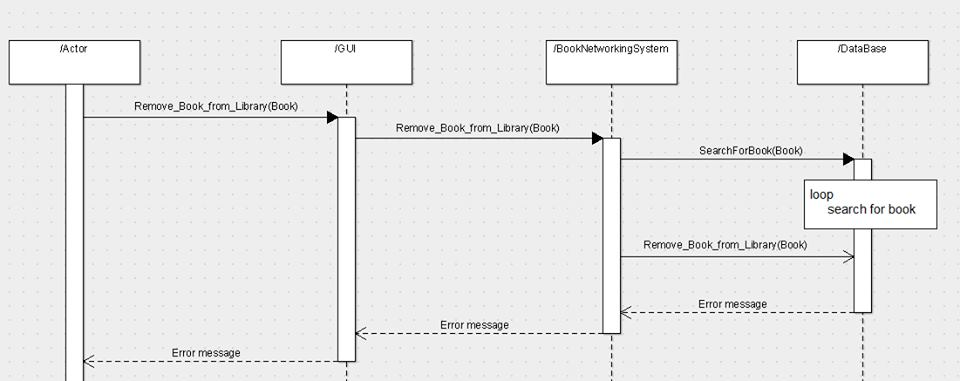 /Actor
/GUI
/BookNetworkingSystem
/DataBase
Remove_Book_from_Library(Book)
Remove_Book_from_Library(Book)
SearchForBook(Book)
loop
search for book
Remove_Book_from_Library(Book)
Error message
Error message
Error message